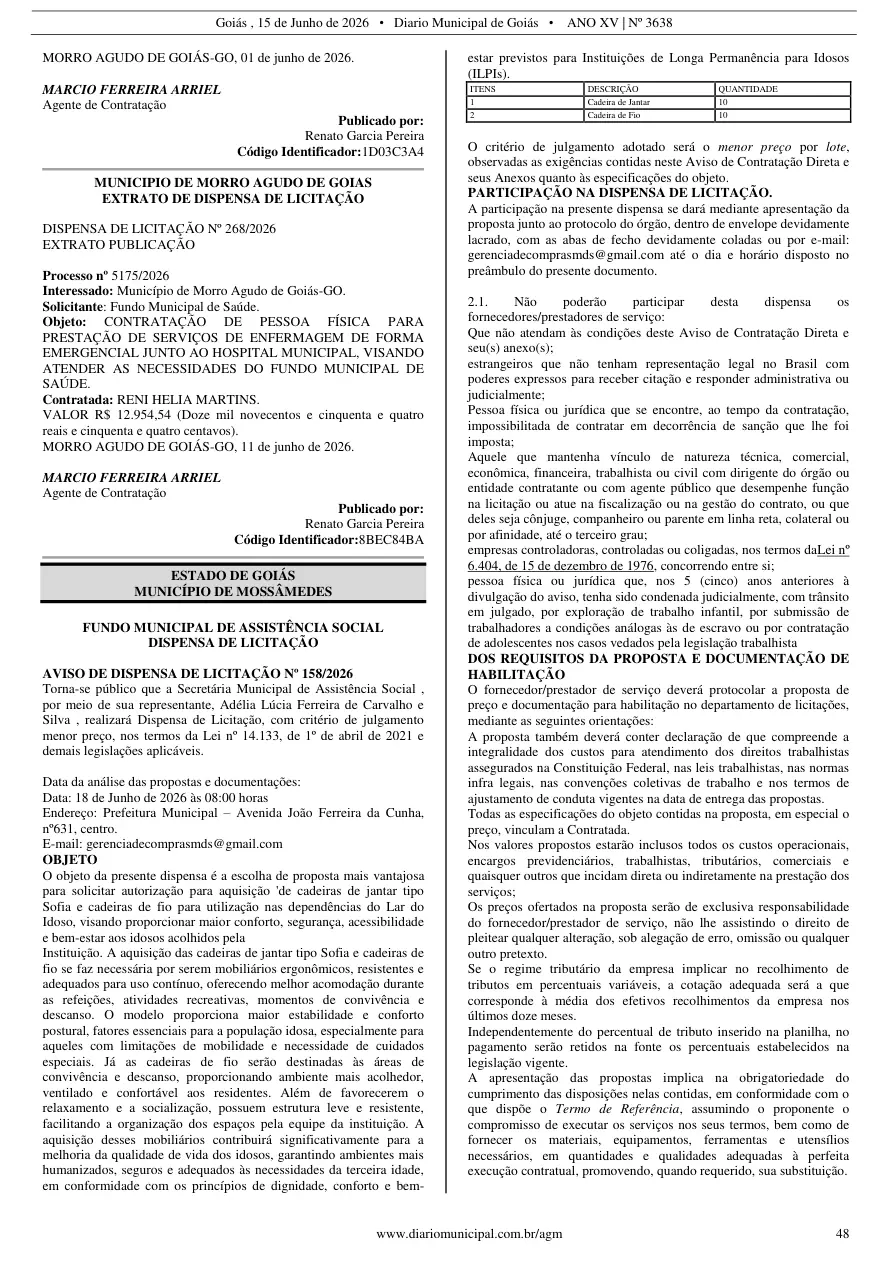 Goiás , 15 de Junho de 2026 • Diario Municipal de Goiás • ANO XV | Nº 3638
MORRO AGUDO DE GOIÁS-GO, 01 de junho de 2026.
MARCIO FERREIRA ARRIEL
Agente de Contratação
Publicado por:
Renato Garcia Pereira
Código Identificador:1D03C3A4
MUNICIPIO DE MORRO AGUDO DE GOIAS
EXTRATO DE DISPENSA DE LICITAÇÃO
DISPENSA DE LICITAÇÃO Nº 268/2026
EXTRATO PUBLICAÇÃO
Processo nº 5175/2026
Interessado: Município de Morro Agudo de Goiás-GO.
Solicitante: Fundo Municipal de Saúde.
Objeto: CONTRATAÇÃO DE PESSOA FÍSICA PARA
PRESTAÇÃO DE SERVIÇOS DE ENFERMAGEM DE FORMA
EMERGENCIAL JUNTO AO HOSPITAL MUNICIPAL, VISANDO
ATENDER AS NECESSIDADES DO FUNDO MUNICIPAL DE
SAÚDE.
Contratada: RENI HELIA MARTINS.
VALOR R$ 12.954,54 (Doze mil novecentos e cinquenta e quatro
reais e cinquenta e quatro centavos).
MORRO AGUDO DE GOIÁS-GO, 11 de junho de 2026.
MARCIO FERREIRA ARRIEL
Agente de Contratação
Publicado por:
Renato Garcia Pereira
Código Identificador:8BEC84BA
ESTADO DE GOIÁS
MUNICÍPIO DE MOSSÂMEDES
FUNDO MUNICIPAL DE ASSISTÊNCIA SOCIAL
DISPENSA DE LICITAÇÃO
AVISO DE DISPENSA DE LICITAÇÃO Nº 158/2026
Torna-se público que a Secretária Municipal de Assistência Social ,
por meio de sua representante, Adélia Lúcia Ferreira de Carvalho e
Silva , realizará Dispensa de Licitação, com critério de julgamento
menor preço, nos termos da Lei nº 14.133, de 1º de abril de 2021 e
demais legislações aplicáveis.
Data da análise das propostas e documentações:
Data: 18 de Junho de 2026 às 08:00 horas
Endereço: Prefeitura Municipal – Avenida João Ferreira da Cunha,
nº631, centro.
E-mail: gerenciadecomprasmds@gmail.com
OBJETO
O objeto da presente dispensa é a escolha de proposta mais vantajosa
para solicitar autorização para aquisição 'de cadeiras de jantar tipo
Sofia e cadeiras de fio para utilização nas dependências do Lar do
Idoso, visando proporcionar maior conforto, segurança, acessibilidade
e bem-estar aos idosos acolhidos pela
Instituição. A aquisição das cadeiras de jantar tipo Sofia e cadeiras de
fio se faz necessária por serem mobiliários ergonômicos, resistentes e
adequados para uso contínuo, oferecendo melhor acomodação durante
as refeições, atividades recreativas, momentos de convivência e
descanso. O modelo proporciona maior estabilidade e conforto
postural, fatores essenciais para a população idosa, especialmente para
aqueles com limitações de mobilidade e necessidade de cuidados
especiais. Já as cadeiras de fio serão destinadas às áreas de
convivência e descanso, proporcionando ambiente mais acolhedor,
ventilado e confortável aos residentes. Além de favorecerem o
relaxamento e a socialização, possuem estrutura leve e resistente,
facilitando a organização dos espaços pela equipe da instituição. A
aquisição desses mobiliários contribuirá significativamente para a
melhoria da qualidade de vida dos idosos, garantindo ambientes mais
humanizados, seguros e adequados às necessidades da terceira idade,
em conformidade com os princípios de dignidade, conforto e bem-
estar previstos para Instituições de Longa Permanência para Idosos
(ILPIs).
ITENS DESCRIÇÃO QUANTIDADE
1 Cadeira de Jantar 10
2 Cadeira de Fio 10
O critério de julgamento adotado será o menor preço por lote,
observadas as exigências contidas neste Aviso de Contratação Direta e
seus Anexos quanto às especificações do objeto.
PARTICIPAÇÃO NA DISPENSA DE LICITAÇÃO.
A participação na presente dispensa se dará mediante apresentação da
proposta junto ao protocolo do órgão, dentro de envelope devidamente
lacrado, com as abas de fecho devidamente coladas ou por e-mail:
gerenciadecomprasmds@gmail.com até o dia e horário disposto no
preâmbulo do presente documento.
2.1. Não poderão participar desta dispensa os
fornecedores/prestadores de serviço:
Que não atendam às condições deste Aviso de Contratação Direta e
seu(s) anexo(s);
estrangeiros que não tenham representação legal no Brasil com
poderes expressos para receber citação e responder administrativa ou
judicialmente;
Pessoa física ou jurídica que se encontre, ao tempo da contratação,
impossibilitada de contratar em decorrência de sanção que lhe foi
imposta;
Aquele que mantenha vínculo de natureza técnica, comercial,
econômica, financeira, trabalhista ou civil com dirigente do órgão ou
entidade contratante ou com agente público que desempenhe função
na licitação ou atue na fiscalização ou na gestão do contrato, ou que
deles seja cônjuge, companheiro ou parente em linha reta, colateral ou
por afinidade, até o terceiro grau;
empresas controladoras, controladas ou coligadas, nos termos daLei nº
6.404, de 15 de dezembro de 1976, concorrendo entre si;
pessoa física ou jurídica que, nos 5 (cinco) anos anteriores à
divulgação do aviso, tenha sido condenada judicialmente, com trânsito
em julgado, por exploração de trabalho infantil, por submissão de
trabalhadores a condições análogas às de escravo ou por contratação
de adolescentes nos casos vedados pela legislação trabalhista
DOS REQUISITOS DA PROPOSTA E DOCUMENTAÇÃO DE
HABILITAÇÃO
O fornecedor/prestador de serviço deverá protocolar a proposta de
preço e documentação para habilitação no departamento de licitações,
mediante as seguintes orientações:
A proposta também deverá conter declaração de que compreende a
integralidade dos custos para atendimento dos direitos trabalhistas
assegurados na Constituição Federal, nas leis trabalhistas, nas normas
infra legais, nas convenções coletivas de trabalho e nos termos de
ajustamento de conduta vigentes na data de entrega das propostas.
Todas as especificações do objeto contidas na proposta, em especial o
preço, vinculam a Contratada.
Nos valores propostos estarão inclusos todos os custos operacionais,
encargos previdenciários, trabalhistas, tributários, comerciais e
quaisquer outros que incidam direta ou indiretamente na prestação dos
serviços;
Os preços ofertados na proposta serão de exclusiva responsabilidade
do fornecedor/prestador de serviço, não lhe assistindo o direito de
pleitear qualquer alteração, sob alegação de erro, omissão ou qualquer
outro pretexto.
Se o regime tributário da empresa implicar no recolhimento de
tributos em percentuais variáveis, a cotação adequada será a que
corresponde à média dos efetivos recolhimentos da empresa nos
últimos doze meses.
Independentemente do percentual de tributo inserido na planilha, no
pagamento serão retidos na fonte os percentuais estabelecidos na
legislação vigente.
A apresentação das propostas implica na obrigatoriedade do
cumprimento das disposições nelas contidas, em conformidade com o
que dispõe o Termo de Referência, assumindo o proponente o
compromisso de executar os serviços nos seus termos, bem como de
fornecer os materiais, equipamentos, ferramentas e utensílios
necessários, em quantidades e qualidades adequadas à perfeita
execução contratual, promovendo, quando requerido, sua substituição.
www.diariomunicipal.com.br/agm 48